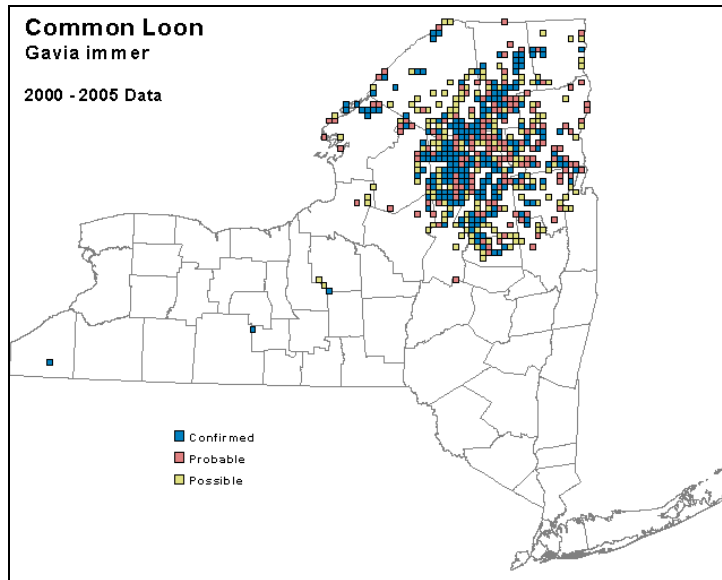 Common Loon
Gavia immer
2000 - 2005 Data
Confirmed
Probable
Possible